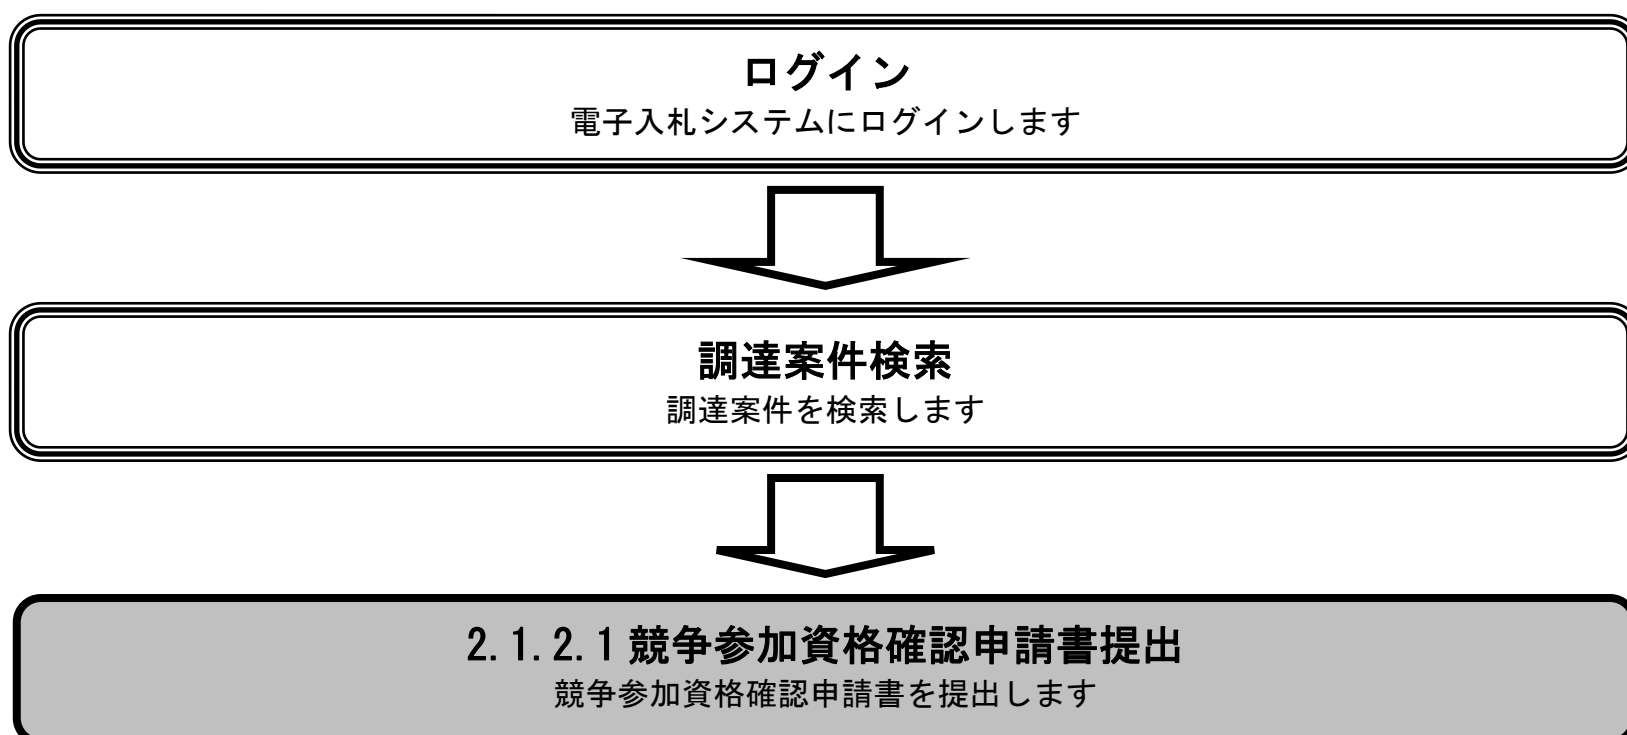 ログイン
電子入札システムにログインします
調達案件検索
調達案件を検索します
2.1.2.1 競争参加資格確認申請書提出
競争参加資格確認申請書を提出します